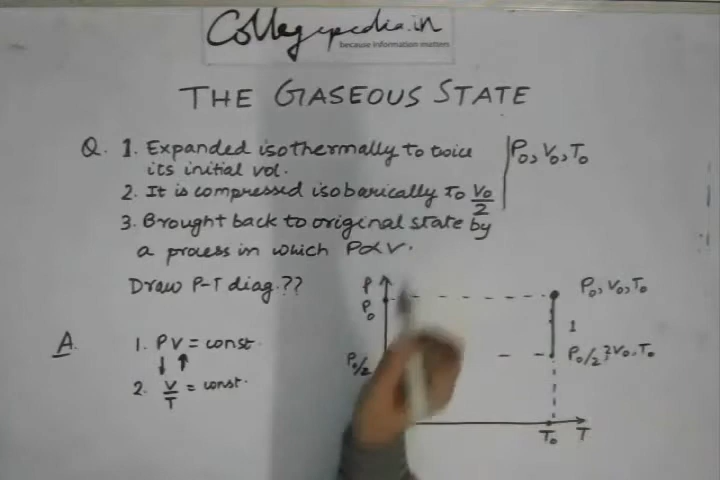 Collegepedia.in
because information matters
THE GASEOUS STATE
Q. 1. Expanded isothermally to twice
its initial vol.
2. It is compressed isobarically to V₀/2
3. Brought back to original state by
a process in which P∝V.
P₀, V₀, T₀
Draw P-T diag.??
A. 1. PV = const.
↓ ↑
2. V/T = const.
P
P₀
P₀/2
P₀, V₀, T₀
1
P₀/2, 2V₀, T₀
T₀ T